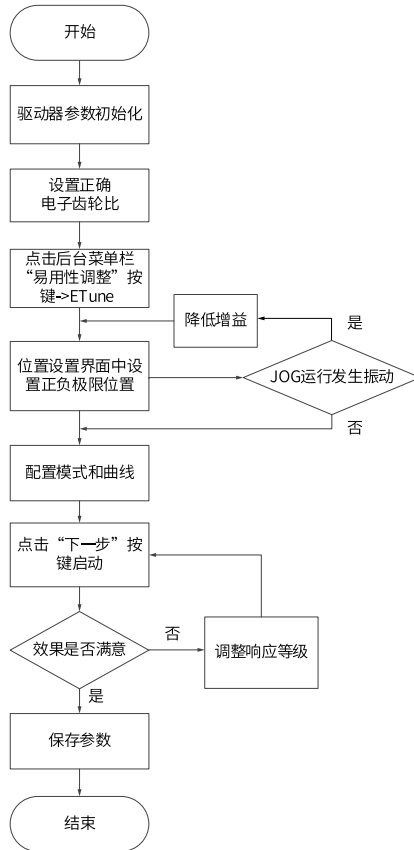 开始
驱动器参数初始化
设置正确
电子齿轮比
点击后台菜单栏
“易用性调整”按
键->ETune
降低增益
是
位置设置界面中设
置正负极限位置
JOG运行发生振动
否
配置模式和曲线
点击“下一步”按
键启动
效果是否满意
否
调整响应等级
是
保存参数
结束